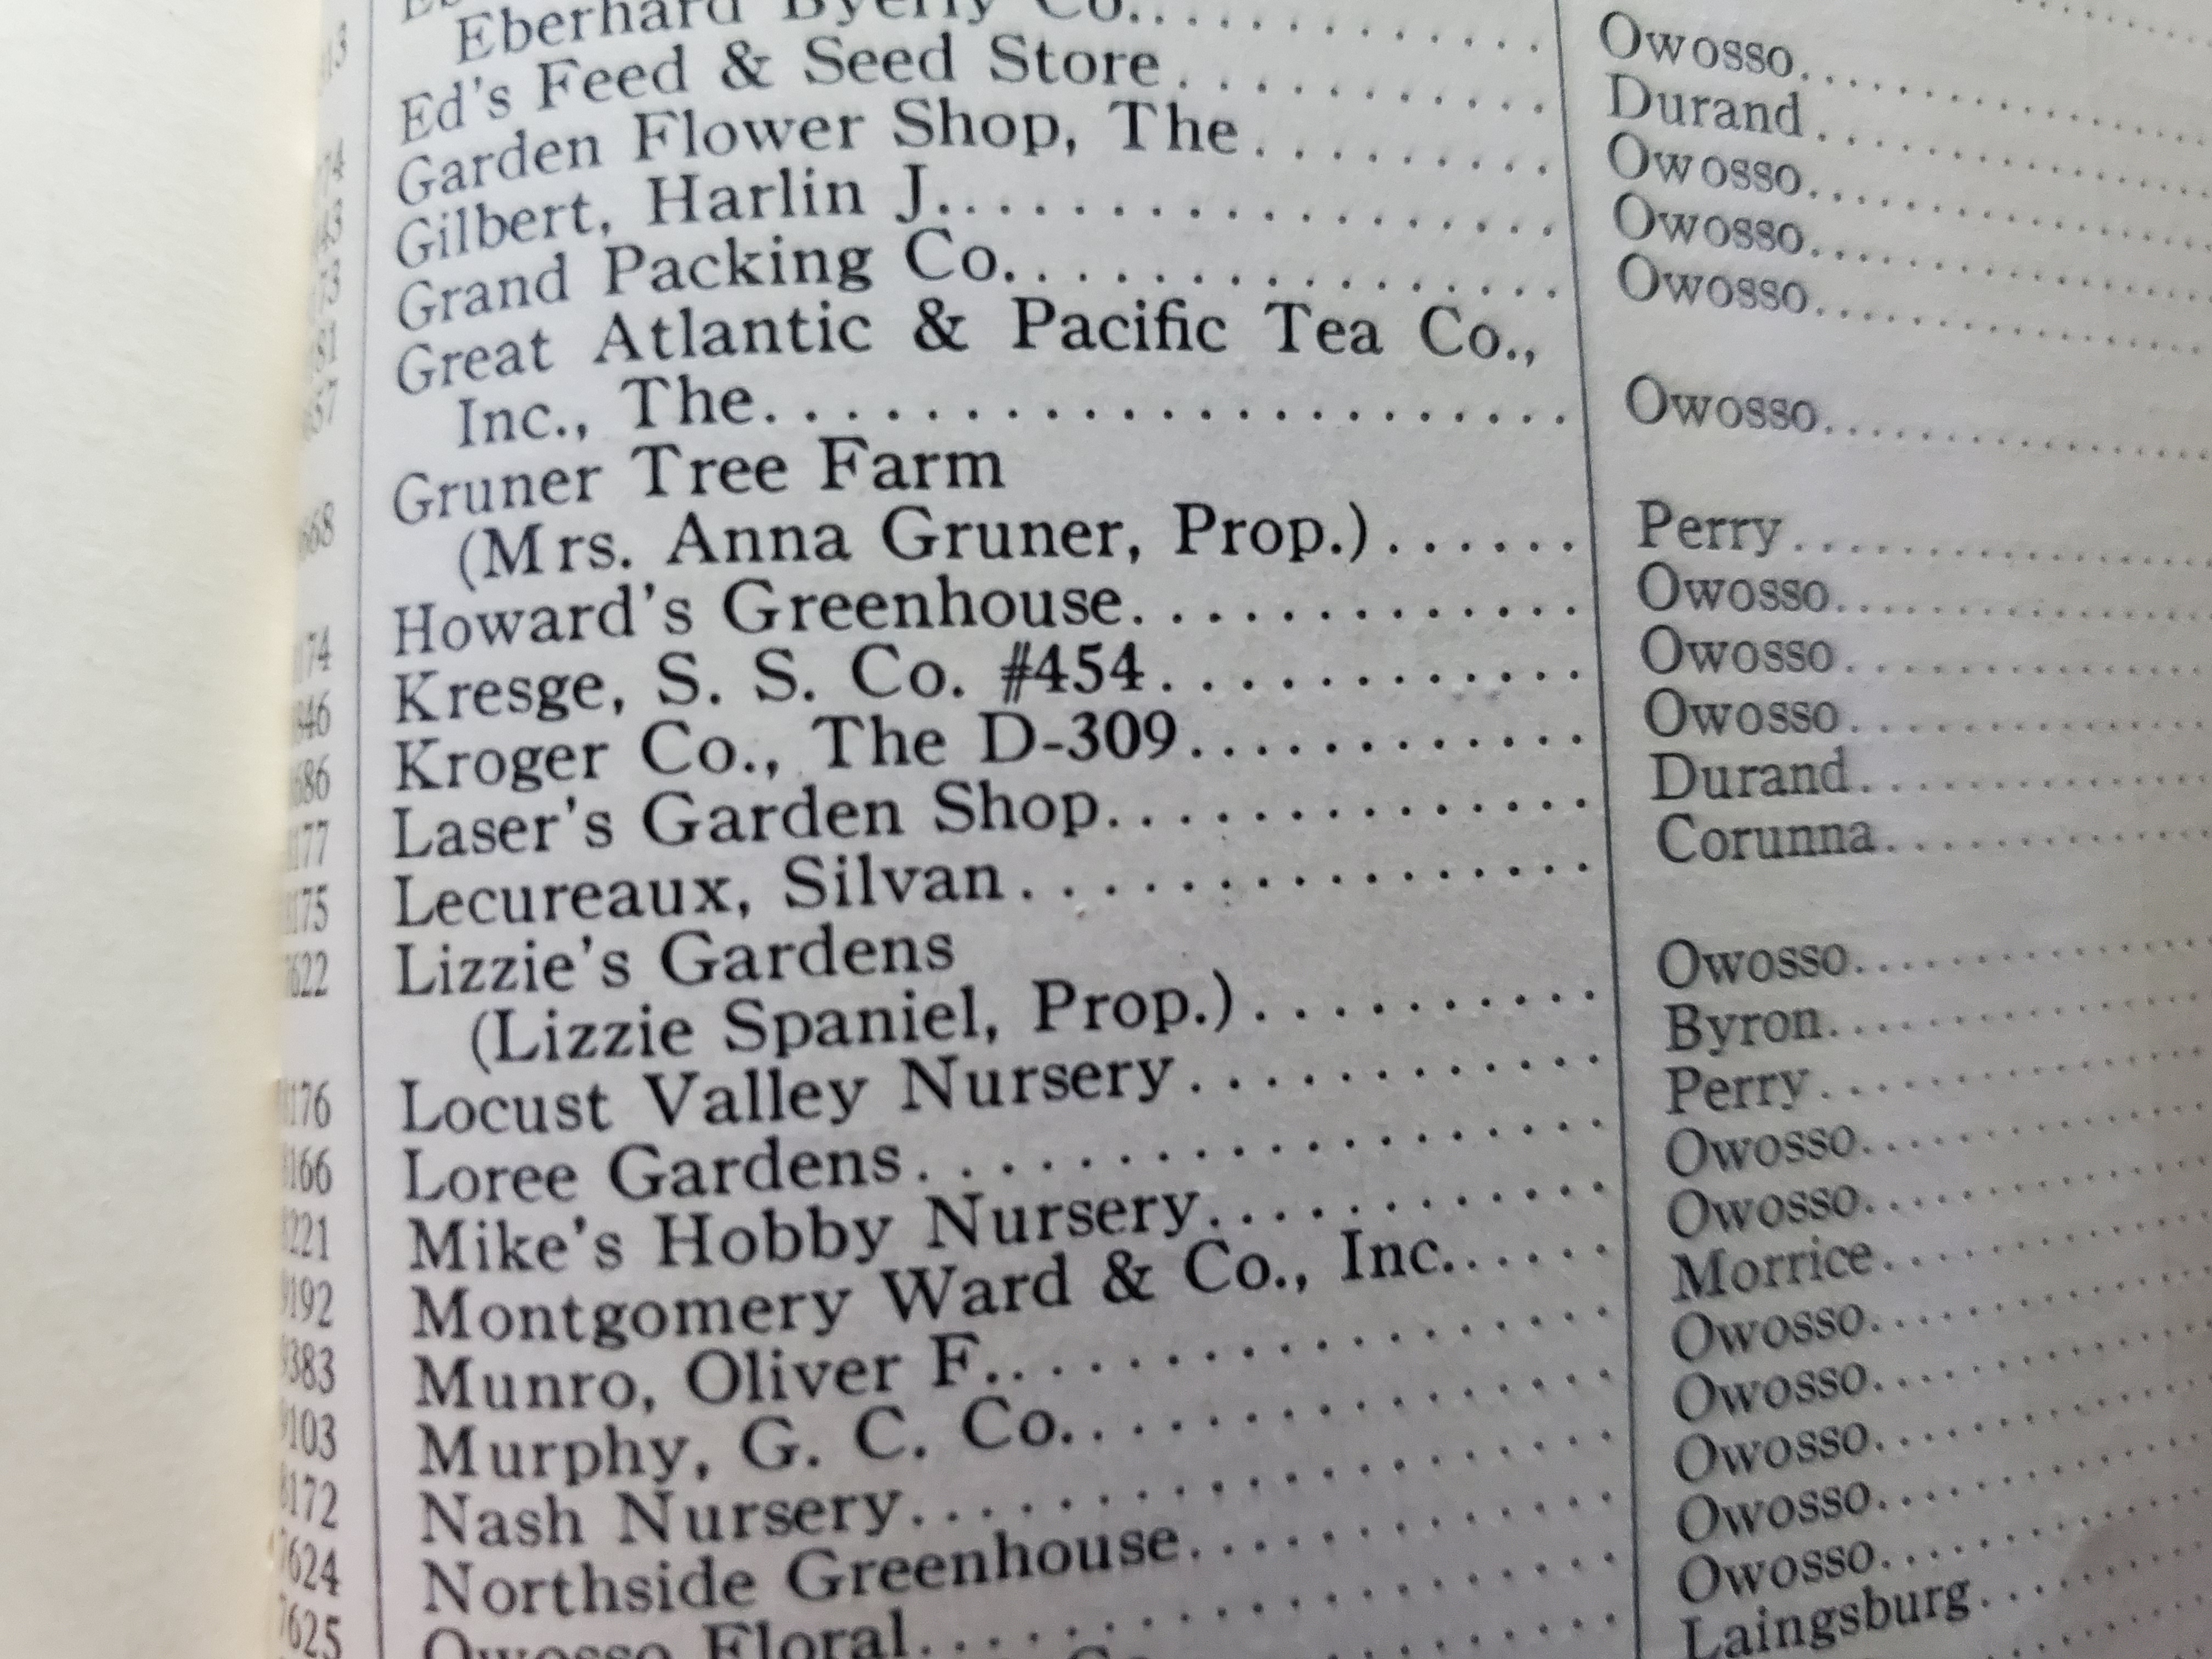 Eberhard Byerly Co. Owosso
Ed's Feed & Seed Store Durand
Garden Flower Shop, The Owosso
Gilbert, Harlin J. Owosso
Grand Packing Co. Owosso
Great Atlantic & Pacific Tea Co.,
Inc., The Owosso
Gruner Tree Farm
(Mrs. Anna Gruner, Prop.) Perry
Howard's Greenhouse Owosso
Kresge, S. S. Co. #454 Owosso
Kroger Co., The D-309 Owosso
Laser's Garden Shop Durand
Lecureaux, Silvan Corunna
Lizzie's Gardens
(Lizzie Spaniel, Prop.) Owosso
Locust Valley Nursery Byron
Loree Gardens Perry
Mike's Hobby Nursery Owosso
Montgomery Ward & Co., Inc. Owosso
Munro, Oliver F. Morrice
Murphy, G. C. Co. Owosso
Nash Nursery Owosso
Northside Greenhouse Owosso
Owosso Floral Owosso
Owosso
Laingsburg